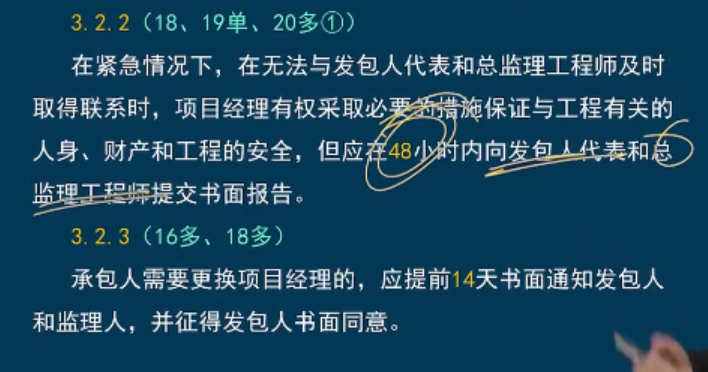 3.2.2（18、19单、20多①）
在紧急情况下，在无法与发包人代表和总监理工程师及时
取得联系时，项目经理有权采取必要的措施保证与工程有关的
人身、财产和工程的安全，但应在48小时内向发包人代表和总
监理工程师提交书面报告。
3.2.3（16多、18多）
承包人需要更换项目经理的，应提前14天书面通知发包人
和监理人，并征得发包人书面同意。